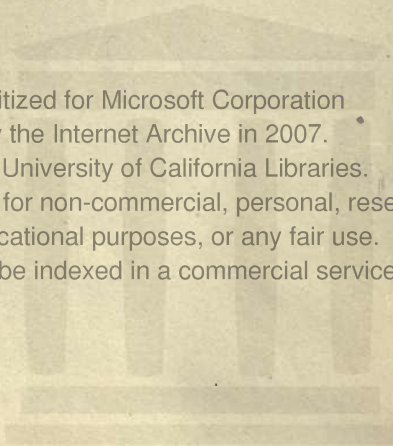 itized for Microsoft Corporation
the Internet Archive in 2007.
University of California Libraries.
for non-commercial, personal, rese
cational purposes, or any fair use.
be indexed in a commercial service